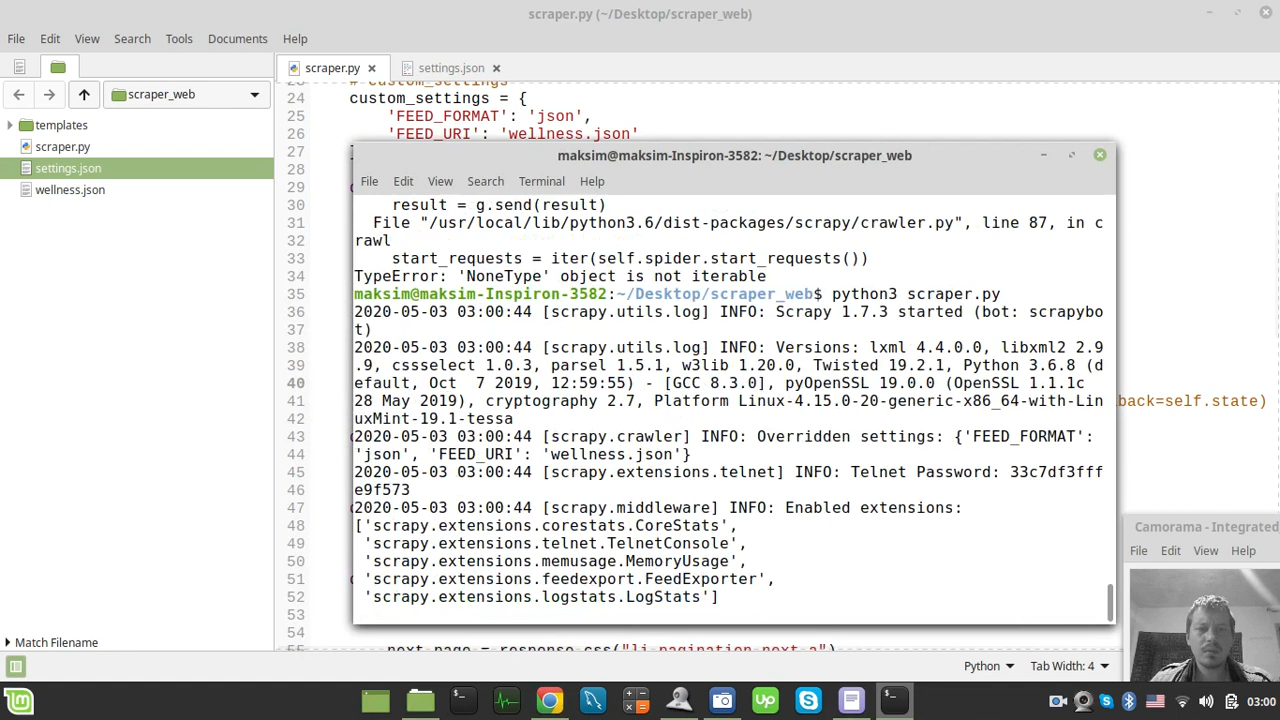 scraper.py (~/Desktop/scraper_web)
File Edit View Search Tools Documents Help
scraper.py
settings.json
scraper_web
templates
scraper.py
settings.json
wellness.json
24 custom_settings = {
25 'FEED_FORMAT': 'json',
26 'FEED_URI': 'wellness.json'
27
28
29
30
31
32
33
34
35
36
37
38
39
40
41 back=self.state)
42
43
44
45
46
47
48
49
50
51
52
53
54
next_page = response.css("li.pagination-next a")
maksim@maksim-Inspiron-3582: ~/Desktop/scraper_web
File Edit View Search Terminal Help
result = g.send(result)
File "/usr/local/lib/python3.6/dist-packages/scrapy/crawler.py", line 87, in c
rawl
start_requests = iter(self.spider.start_requests())
TypeError: 'NoneType' object is not iterable
maksim@maksim-Inspiron-3582:~/Desktop/scraper_web$ python3 scraper.py
2020-05-03 03:00:44 [scrapy.utils.log] INFO: Scrapy 1.7.3 started (bot: scrapybo
t)
2020-05-03 03:00:44 [scrapy.utils.log] INFO: Versions: lxml 4.4.0.0, libxml2 2.9
.9, cssselect 1.0.3, parsel 1.5.1, w3lib 1.20.0, Twisted 19.2.1, Python 3.6.8 (d
efault, Oct  7 2019, 12:59:55) - [GCC 8.3.0], pyOpenSSL 19.0.0 (OpenSSL 1.1.1c
28 May 2019), cryptography 2.7, Platform Linux-4.15.0-20-generic-x86_64-with-Lin
uxMint-19.1-tessa
2020-05-03 03:00:44 [scrapy.crawler] INFO: Overridden settings: {'FEED_FORMAT':
'json', 'FEED_URI': 'wellness.json'}
2020-05-03 03:00:44 [scrapy.extensions.telnet] INFO: Telnet Password: 33c7df3fff
e9f573
2020-05-03 03:00:44 [scrapy.middleware] INFO: Enabled extensions:
['scrapy.extensions.corestats.CoreStats',
'scrapy.extensions.telnet.TelnetConsole',
'scrapy.extensions.memusage.MemoryUsage',
'scrapy.extensions.feedexport.FeedExporter',
'scrapy.extensions.logstats.LogStats']
Camorama - Integrated
File Edit View Help
Match Filename
Python Tab Width: 4
Up
03:00